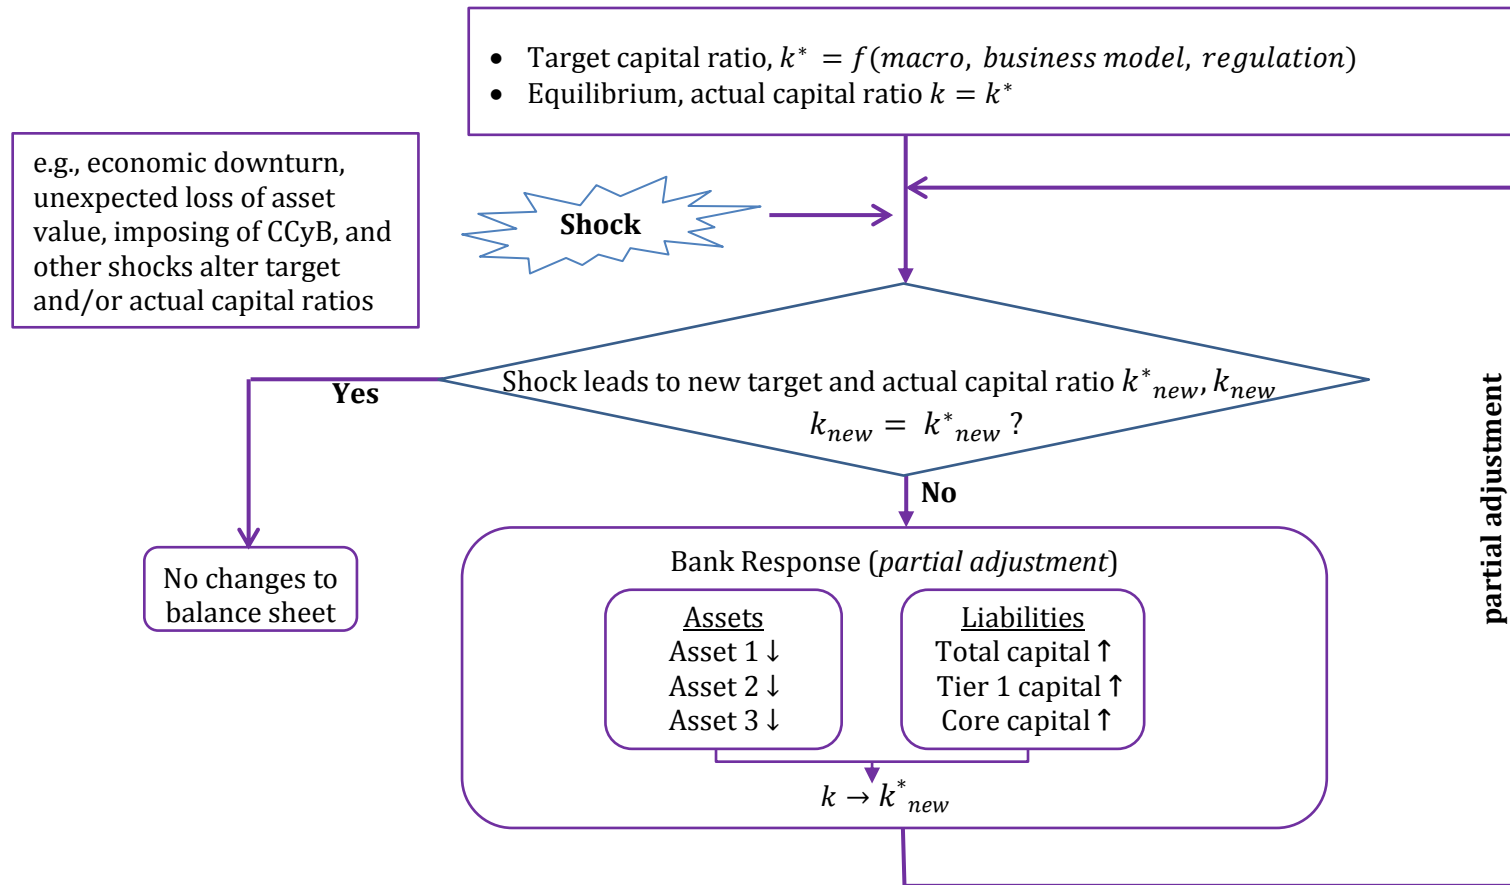 • Target capital ratio, k* = f(macro, business model, regulation)
• Equilibrium, actual capital ratio k = k*
e.g., economic downturn,
unexpected loss of asset
value, imposing of CCyB, and
other shocks alter target
and/or actual capital ratios
Shock
Shock leads to new target and actual capital ratio k*new, knew
knew = k*new ?
Yes
No
No changes to
balance sheet
Bank Response (partial adjustment)
Assets
Asset 1 ↓
Asset 2 ↓
Asset 3 ↓
Liabilities
Total capital ↑
Tier 1 capital ↑
Core capital ↑
k → k*new
partial adjustment